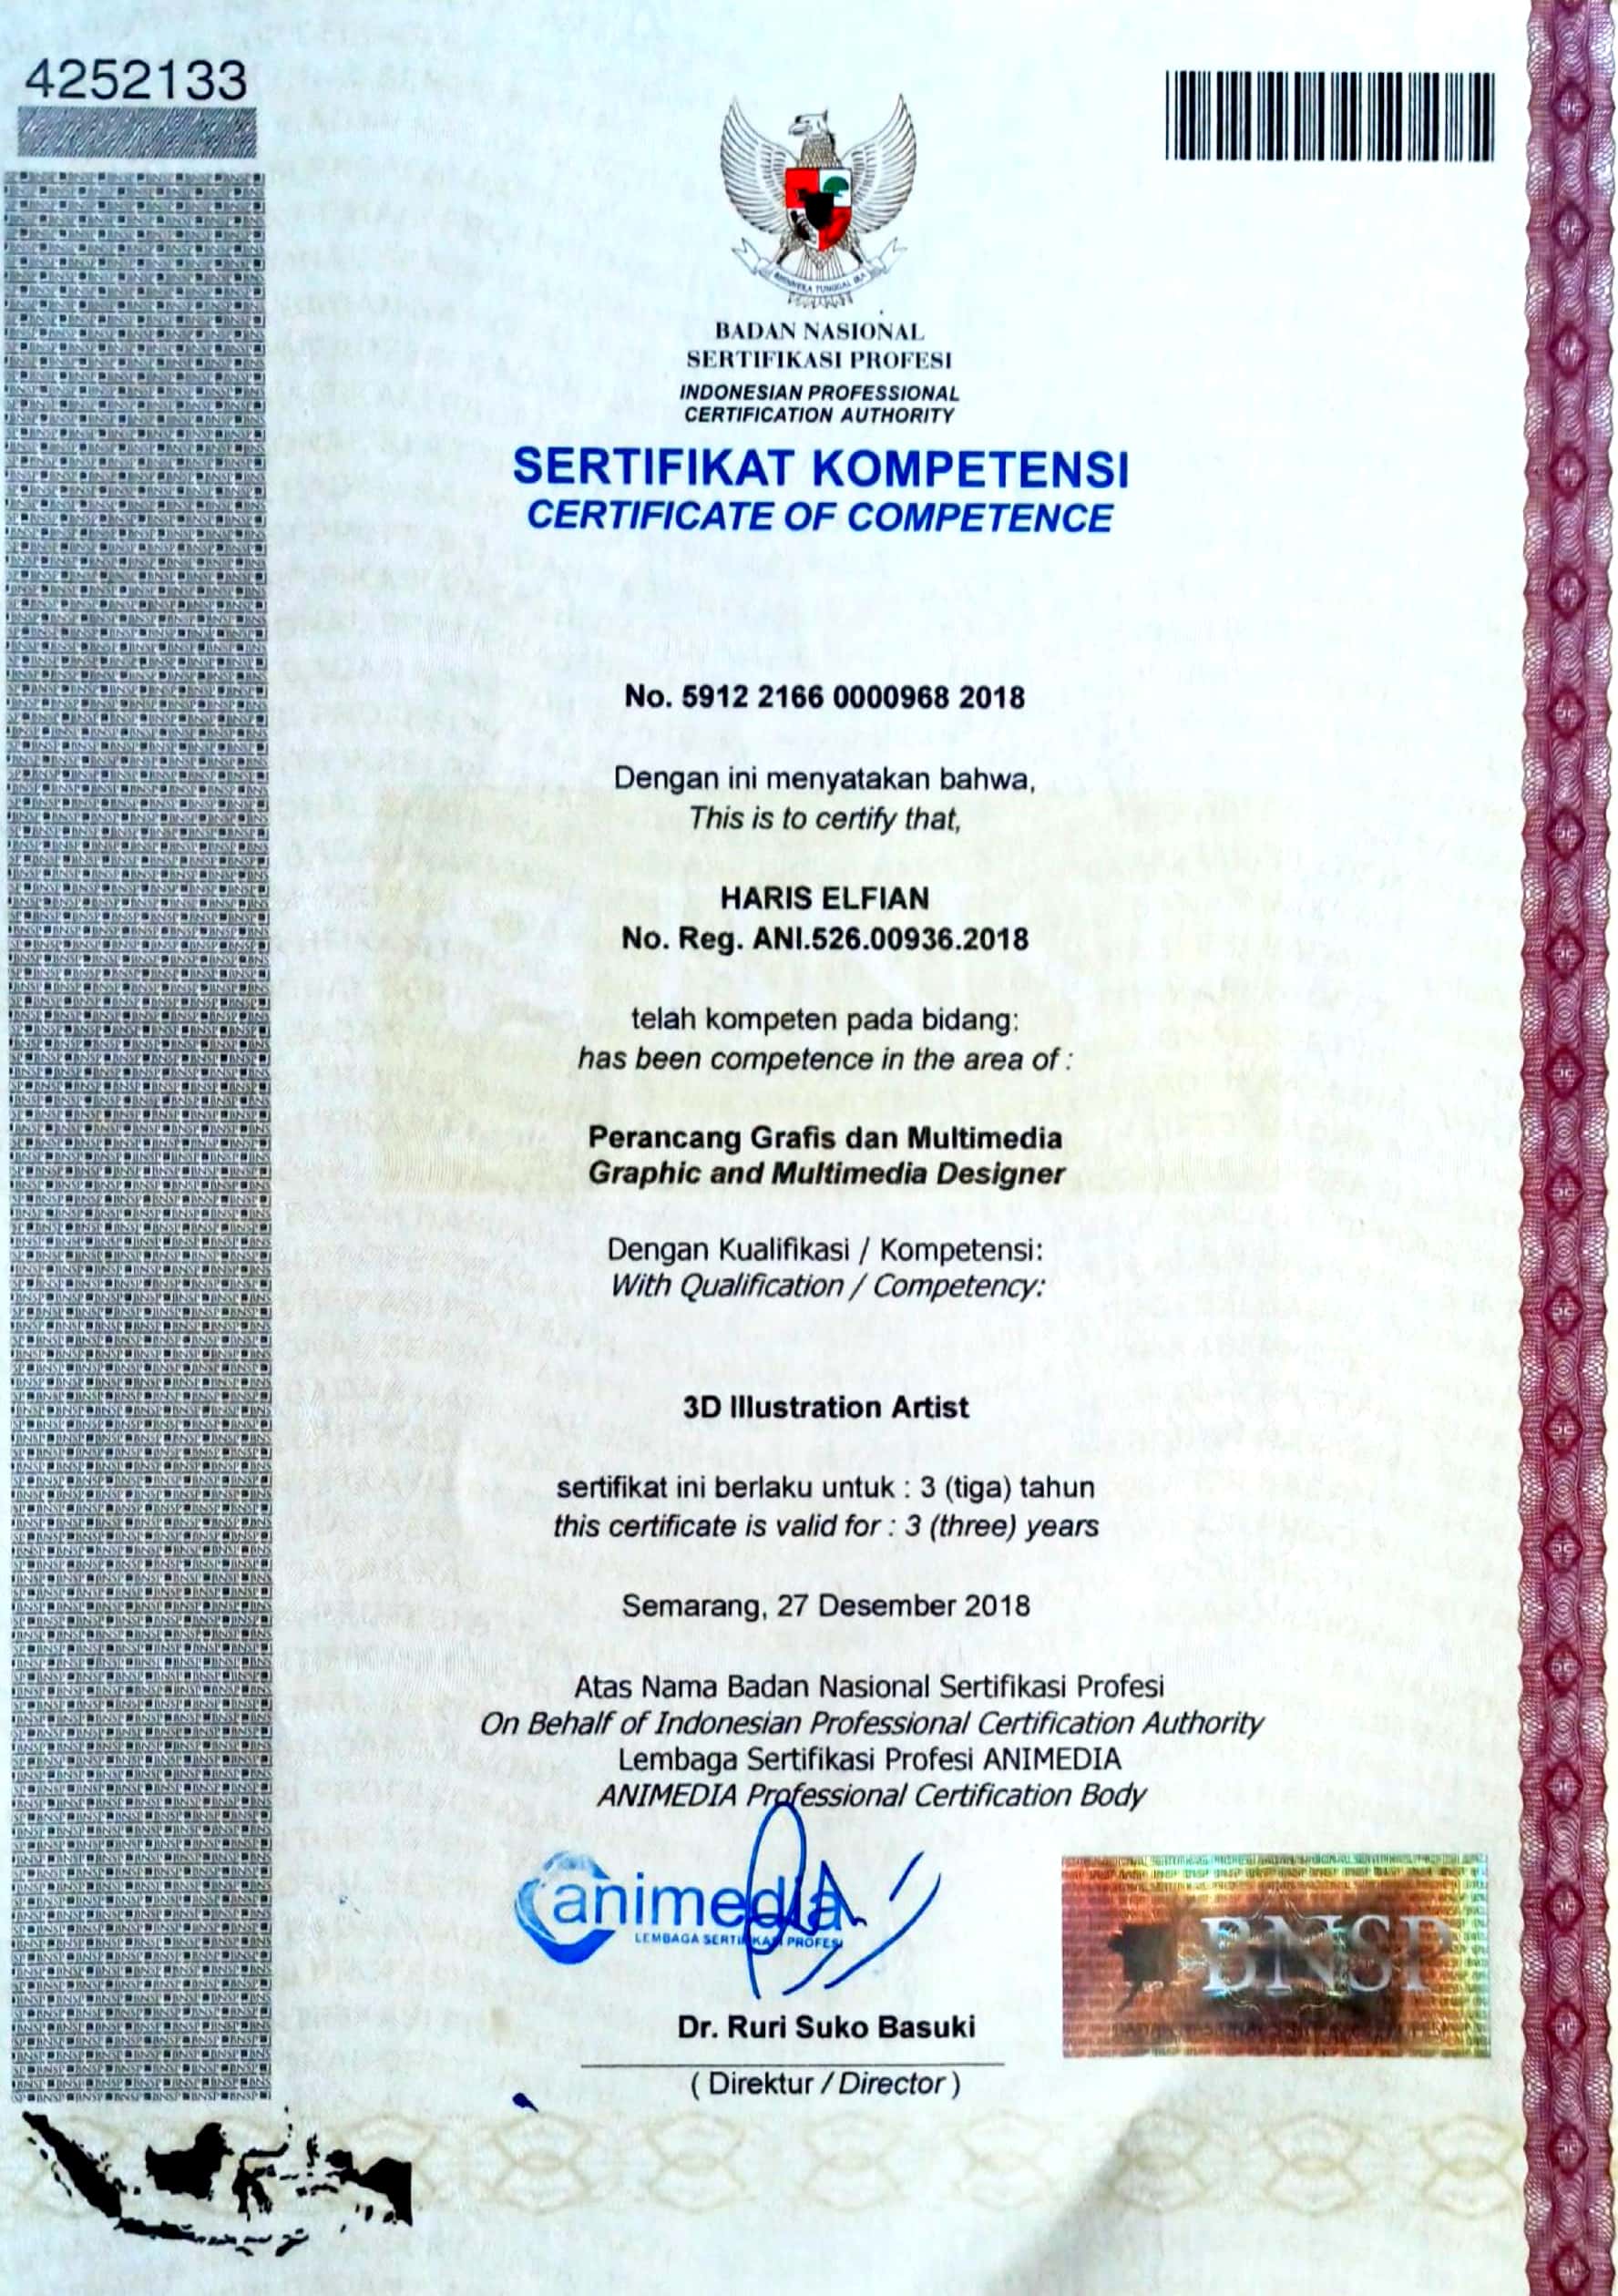 4252133
BHINNEKA TUNGGAL IKA
BADAN NASIONAL
SERTIFIKASI PROFESI
INDONESIAN PROFESSIONAL
CERTIFICATION AUTHORITY
SERTIFIKAT KOMPETENSI
CERTIFICATE OF COMPETENCE
No. 5912 2166 0000968 2018
Dengan ini menyatakan bahwa,
This is to certify that,
HARIS ELFIAN
No. Reg. ANI.526.00936.2018
telah kompeten pada bidang:
has been competence in the area of :
Perancang Grafis dan Multimedia
Graphic and Multimedia Designer
Dengan Kualifikasi / Kompetensi:
With Qualification / Competency:
3D Illustration Artist
sertifikat ini berlaku untuk : 3 (tiga) tahun
this certificate is valid for : 3 (three) years
Semarang, 27 Desember 2018
Atas Nama Badan Nasional Sertifikasi Profesi
On Behalf of Indonesian Professional Certification Authority
Lembaga Sertifikasi Profesi ANIMEDIA
ANIMEDIA Professional Certification Body
animedia
LEMBAGA SERTIFIKASI PROFESI
BNSP
Dr. Ruri Suko Basuki
( Direktur / Director )